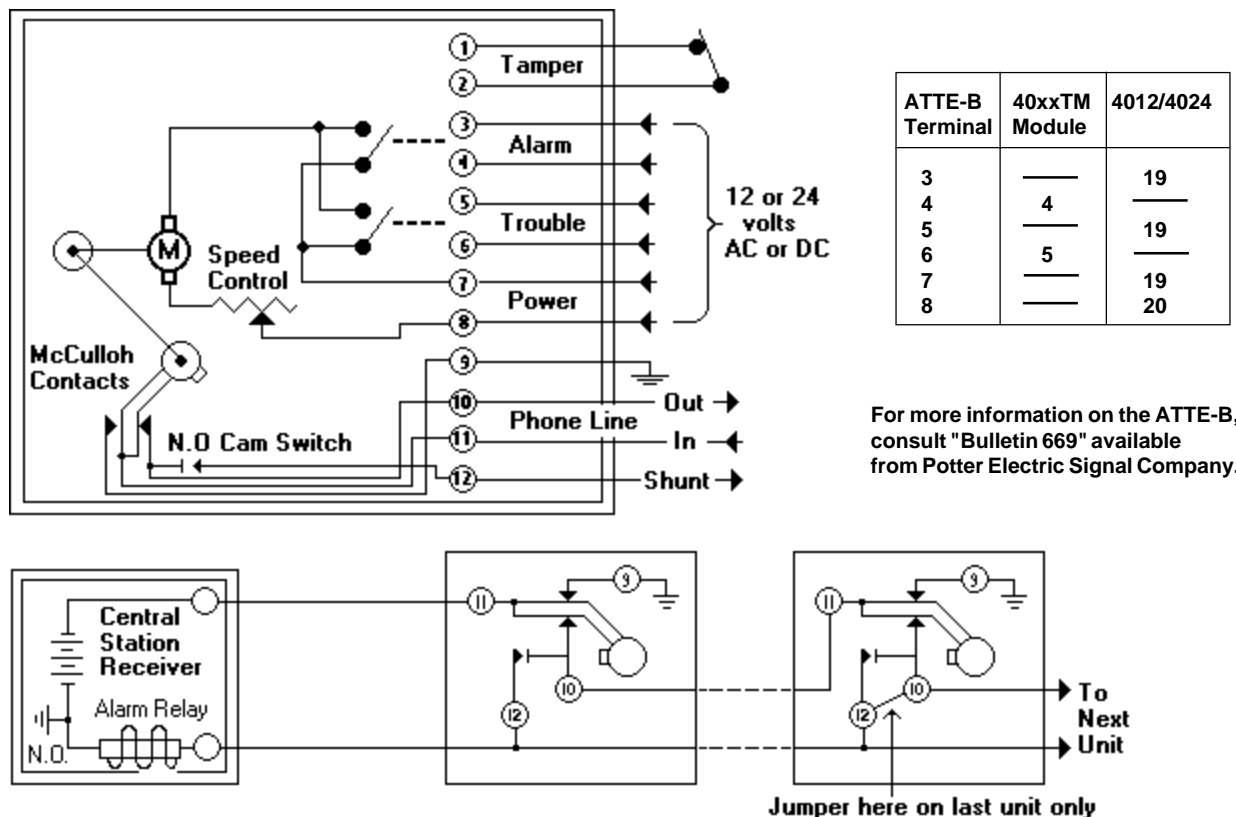 1
Tamper
2
3
Alarm
4
5
Trouble
6
7
Power
8
9
10
Phone Line
11
12
12 or 24
volts
AC or DC
M
Speed
Control
McCulloh
Contacts
N.O Cam Switch
Out
In
Shunt
ATTE-B Terminal 40xxTM Module 4012/4024
3 19
4 4
5 19
6 5
7 19
8 20
For more information on the ATTE-B,
consult "Bulletin 669" available
from Potter Electric Signal Company.
Central
Station
Receiver
Alarm Relay
N.O.
11
9
10
12
11
9
10
12
To
Next
Unit
Jumper here on last unit only